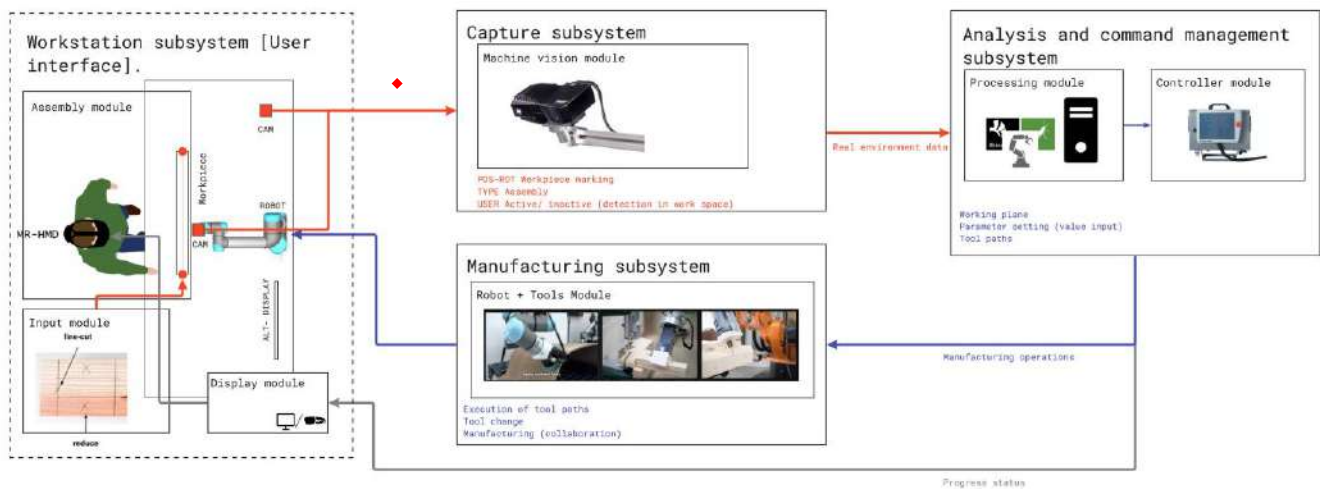 Workstation subsystem [User
interface].
Assembly module
MR-HMD
Workpiece
CAM
CAM
ROBOT
ALT- DISPLAY
Input module
fine-cut
reduce
Display module
Capture subsystem
Machine vision module
POS-ROT Workpiece marking
TYPE Assembly
USER Active/ inactive (detection in work space)
Real environment data
Manufacturing subsystem
Robot + Tools Module
Execution of tool paths
Tool change
Manufacturing (collaboration)
Analysis and command management
subsystem
Processing module
Controller module
Working plane
Parameter setting (value input)
Tool paths
Manufacturing operations
Progress status